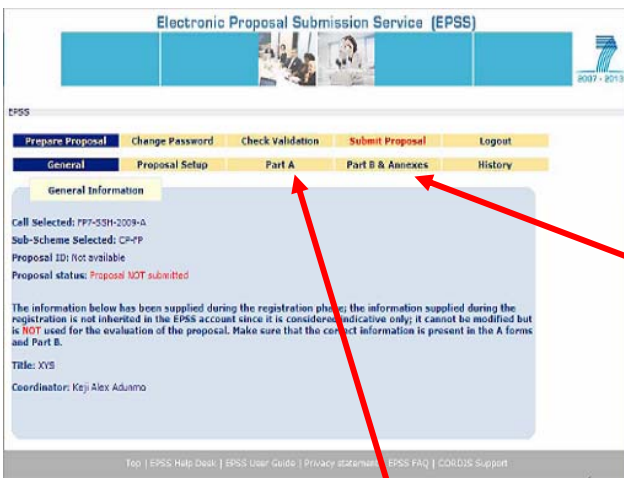 Electronic Proposal Submission Service (EPSS)
2007 - 2013
EPSS
Prepare Proposal Change Password Check Validation Submit Proposal Logout
General Proposal Setup Part A Part B & Annexes History
General Information
Call Selected: FP7-SSH-2009-A
Sub-Scheme Selected: CP-FP
Proposal ID: Not available
Proposal status: Proposal NOT submitted
The information below has been supplied during the registration phase; the information supplied during the
registration is not inherited in the EPSS account since it is considered indicative only; it cannot be modified but
is NOT used for the evaluation of the proposal. Make sure that the correct information is present in the A forms
and Part B.
Title: XYS
Coordinator: Keji Alex Adunmo
Top | EPSS Help Desk | EPSS User Guide | Privacy statement | EPSS FAQ | CORDIS Support